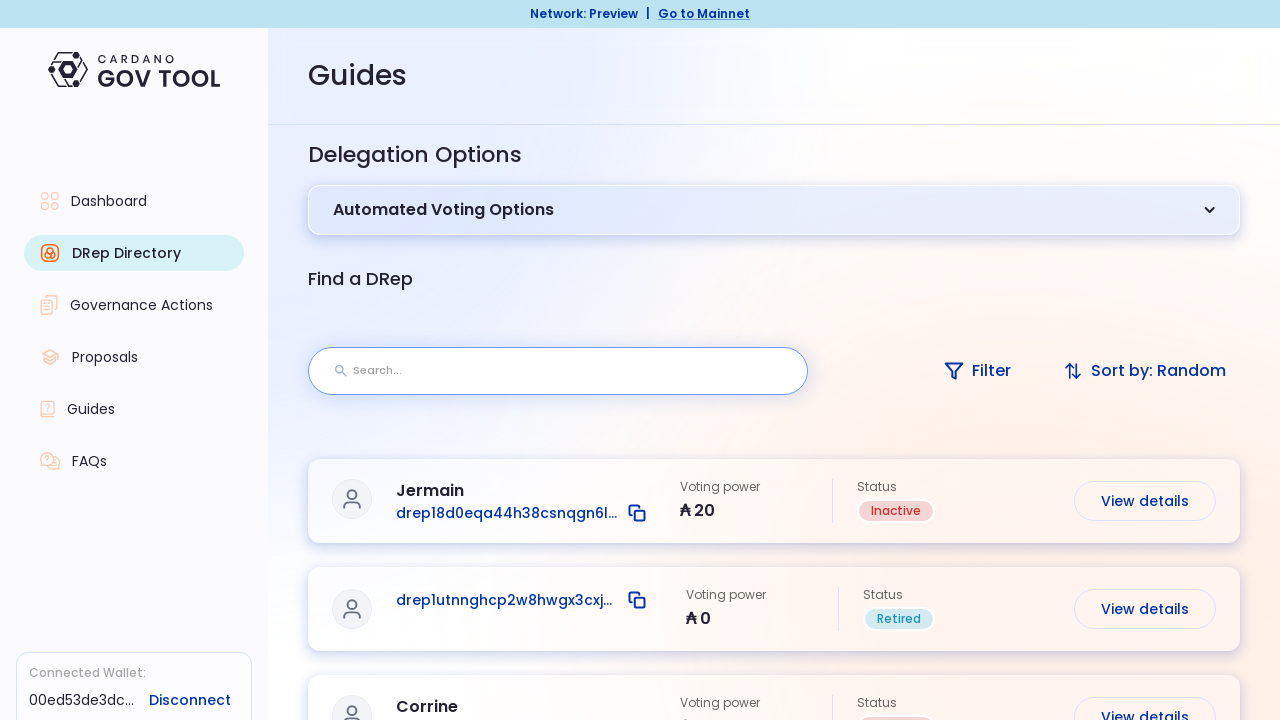 Network: Preview | Go to Mainnet
CARDANO
GOV TOOL
Guides
Delegation Options
Dashboard
Automated Voting Options
DRep Directory
Find a DRep
Governance Actions
Proposals
Search...
Filter
Sort by: Random
Guides
FAQs
Jermain
drep18d0eqa44h38csnqgn6l...
Voting power
₳ 20
Status
Inactive
View details
drep1utnnghcp2w8hwgx3cxj...
Voting power
₳ 0
Status
Retired
View details
Connected Wallet:
00ed53de3dc...
Disconnect
Corrine
Voting power
Status
View details